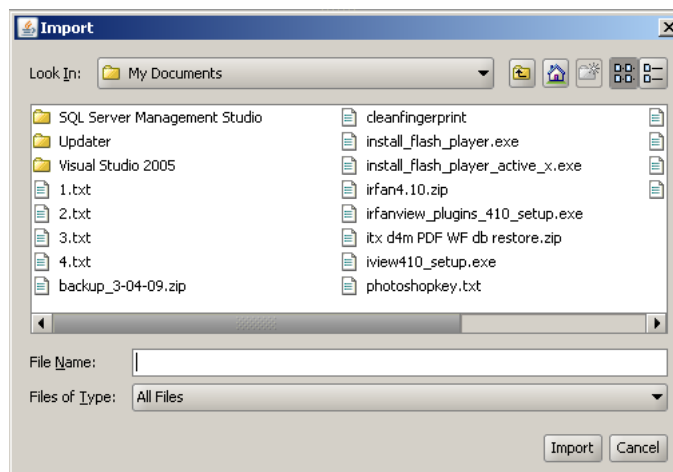 Import
Look In: My Documents
SQL Server Management Studio
Updater
Visual Studio 2005
1.txt
2.txt
3.txt
4.txt
backup_3-04-09.zip
cleanfingerprint
install_flash_player.exe
install_flash_player_active_x.exe
irfan4.10.zip
irfanview_plugins_410_setup.exe
itx d4m PDF WF db restore.zip
iview410_setup.exe
photoshopkey.txt
File Name:
Files of Type: All Files
Import Cancel